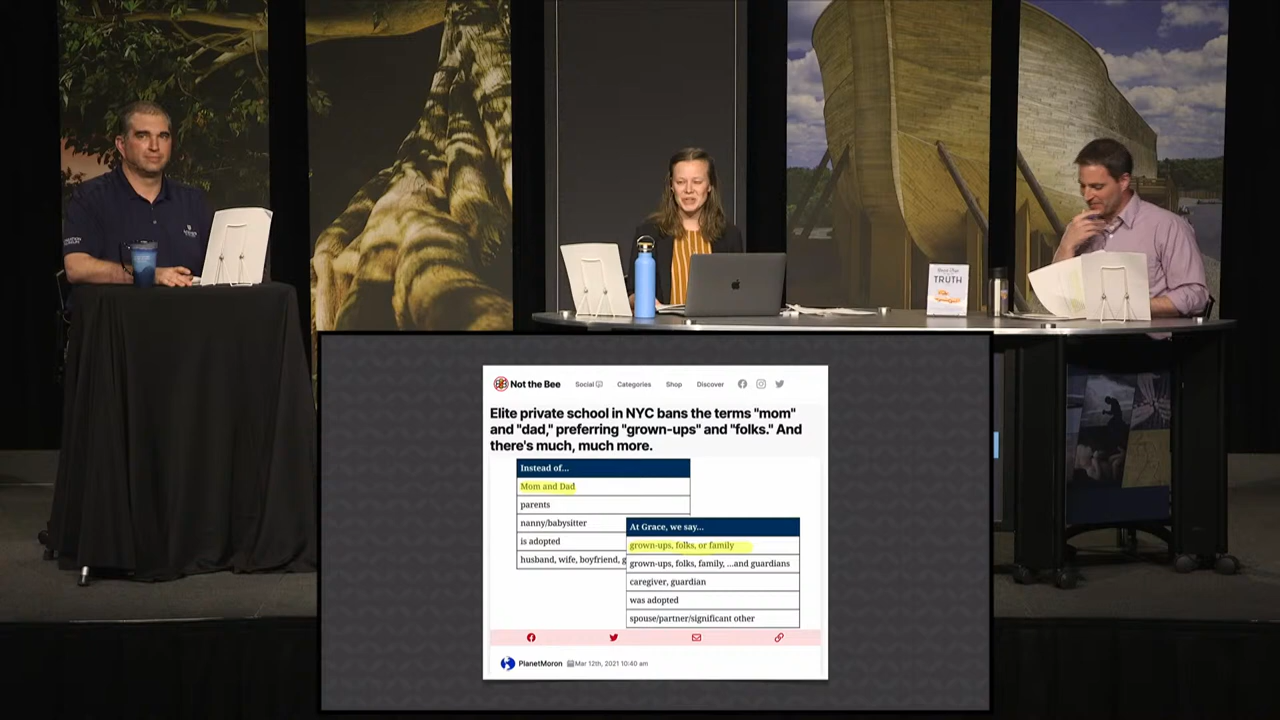 TRUTH
Not the Bee
Social
Categories
Shop
Discover
Elite private school in NYC bans the terms "mom"
and "dad," preferring "grown-ups" and "folks." And
there's much, much more.
Instead of...
Mom and Dad
parents
nanny/babysitter
is adopted
husband, wife, boyfriend, g
At Grace, we say...
grown-ups, folks, or family
grown-ups, folks, family, ...and guardians
caregiver, guardian
was adopted
spouse/partner/significant other
PlanetMoron
Mar 12th, 2021 10:40 am